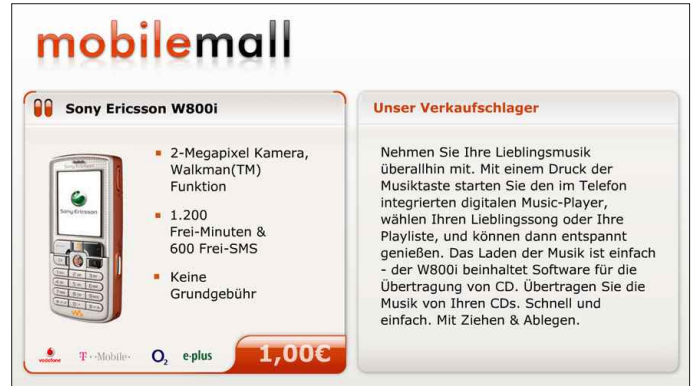 mobilemall
Sony Ericsson W800i
2-Megapixel Kamera,
Walkman(TM)
Funktion
1.200
Frei-Minuten &
600 Frei-SMS
Keine
Grundgebühr
Sony Ericsson
vodafone
T··Mobile·
O2
e·plus
1,00€
Unser Verkaufschlager
Nehmen Sie Ihre Lieblingsmusik
überallhin mit. Mit einem Druck der
Musiktaste starten Sie den im Telefon
integrierten digitalen Music-Player,
wählen Ihren Lieblingssong oder Ihre
Playliste, und können dann entspannt
genießen. Das Laden der Musik ist einfach
- der W800i beinhaltet Software für die
Übertragung von CD. Übertragen Sie die
Musik von Ihren CDs. Schnell und
einfach. Mit Ziehen & Ablegen.